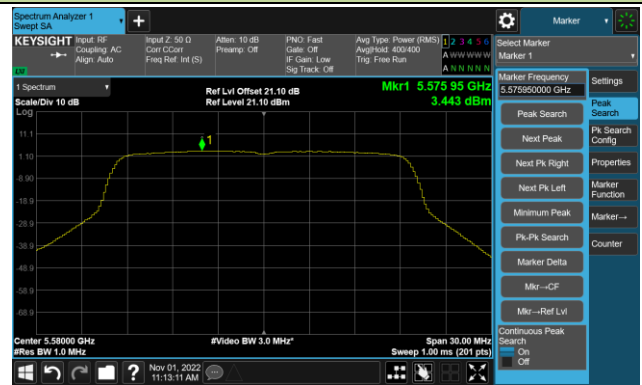 Spectrum Analyzer 1
Swept SA
Marker
KEYSIGHT
Input: RF
Coupling: AC
Align: Auto
Input Z: 50 Ω
Corr CCorr
Freq Ref: Int (S)
Atten: 10 dB
Preamp: Off
PNO: Fast
Gate: Off
IF Gain: Low
Sig Track: Off
Avg Type: Power (RMS)
Avg|Hold: 400/400
Trig: Free Run
1 2 3 4 5 6
A W W W W W
A N N N N N
Select Marker
Marker 1
1 Spectrum
Scale/Div 10 dB
Log
Ref Lvl Offset 21.10 dB
Ref Level 21.10 dBm
Mkr1 5.575 95 GHz
3.443 dBm
Marker Frequency
5.575950000 GHz
Settings
Peak Search
Next Peak
Next Pk Right
Next Pk Left
Minimum Peak
Pk-Pk Search
Marker Delta
Mkr→CF
Mkr→Ref Lvl
Continuous Peak
Search
On
Off
Peak
Search
Pk Search
Config
Properties
Marker
Function
Marker→
Counter
1
11.1
1.10
-8.90
-18.9
-28.9
-38.9
-48.9
-58.9
-68.9
Center 5.58000 GHz
#Res BW 1.0 MHz
#Video BW 3.0 MHz*
Span 30.00 MHz
Sweep 1.00 ms (201 pts)
Nov 01, 2022
11:13:11 AM